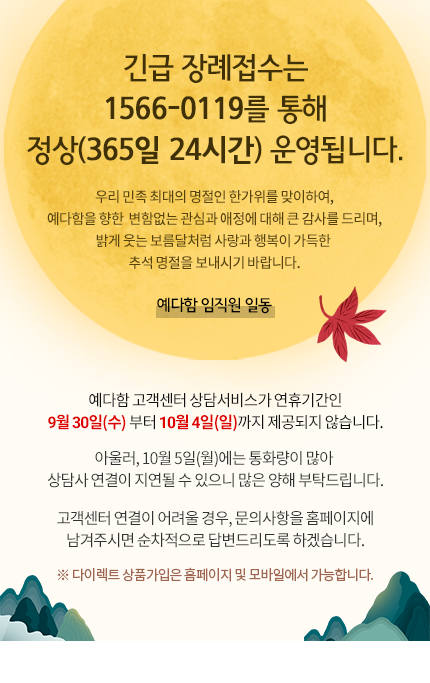 긴급 장례접수는
1566-0119를 통해
정상(365일 24시간) 운영됩니다.
우리 민족 최대의 명절인 한가위를 맞이하여,
예다함을 향한 변함없는 관심과 애정에 대해 큰 감사를 드리며,
밝게 웃는 보름달처럼 사랑과 행복이 가득한
추석 명절을 보내시기 바랍니다.
예다함 임직원 일동
예다함 고객센터 상담서비스가 연휴기간인
9월 30일(수) 부터 10월 4일(일)까지 제공되지 않습니다.
아울러, 10월 5일(월)에는 통화량이 많아
상담사 연결이 지연될 수 있으니 많은 양해 부탁드립니다.
고객센터 연결이 어려울 경우, 문의사항을 홈페이지에
남겨주시면 순차적으로 답변드리도록 하겠습니다.
※ 다이렉트 상품가입은 홈페이지 및 모바일에서 가능합니다.